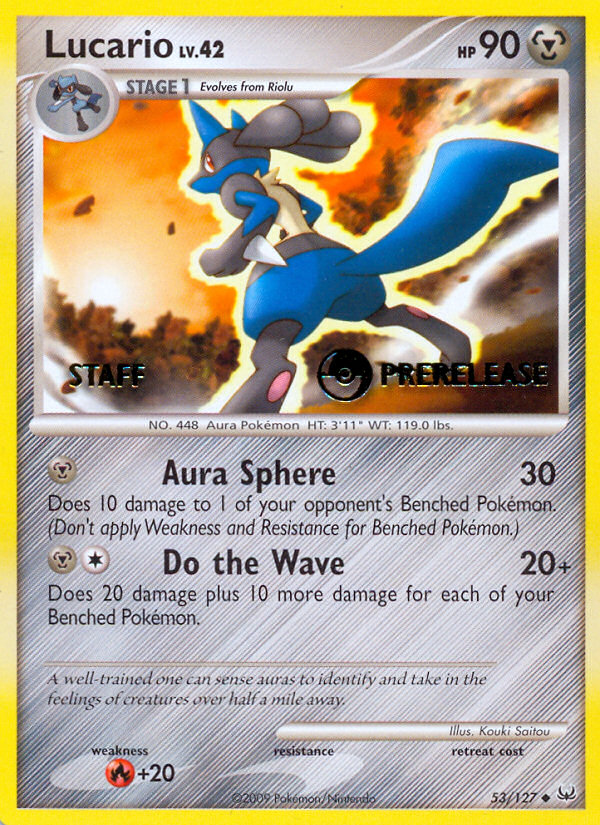 Lucario LV.42 HP 90
STAGE 1 Evolves from Riolu
STAFF PRERELEASE
NO. 448 Aura Pokémon HT: 3'11" WT: 119.0 lbs.
Aura Sphere 30
Does 10 damage to 1 of your opponent's Benched Pokémon.
(Don't apply Weakness and Resistance for Benched Pokémon.)
Do the Wave 20+
Does 20 damage plus 10 more damage for each of your
Benched Pokémon.
A well-trained one can sense auras to identify and take in the
feelings of creatures over half a mile away.
Illus. Kouki Saitou
weakness resistance retreat cost
+20
©2009 Pokémon/Nintendo 53/127